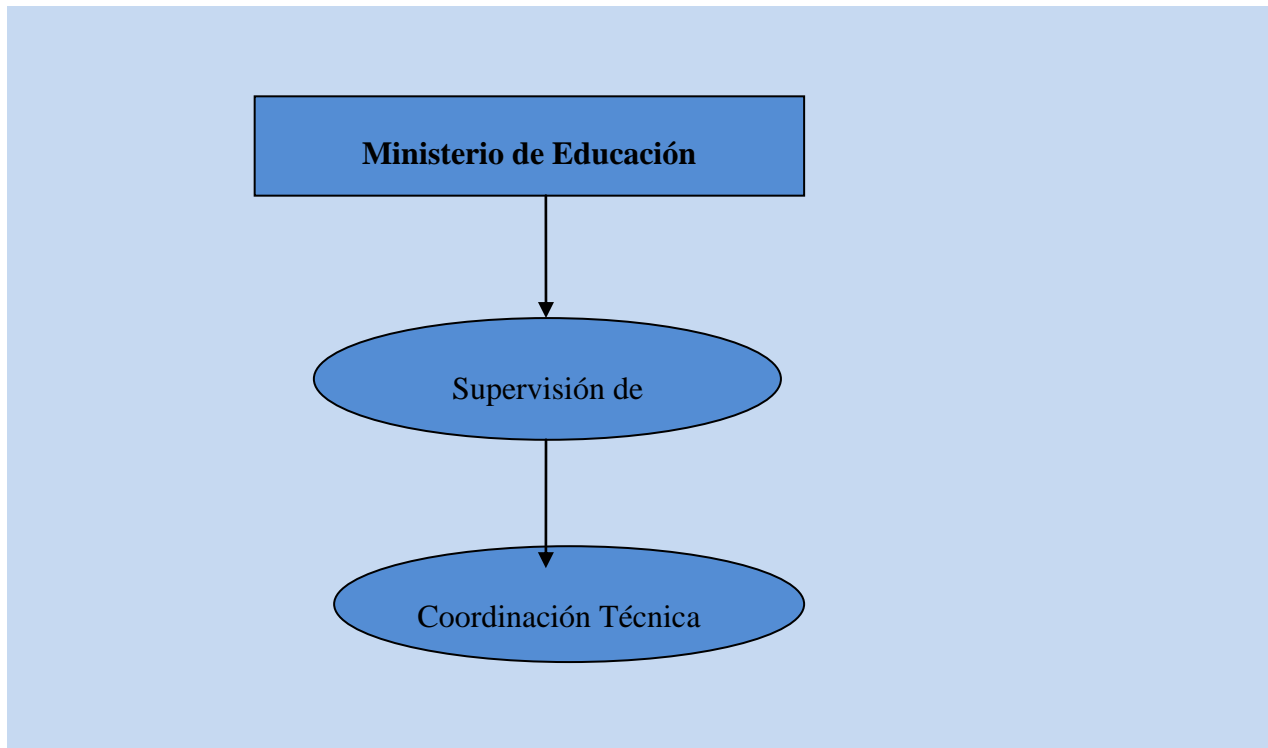 Ministerio de Educación
Supervisión de
Coordinación Técnica